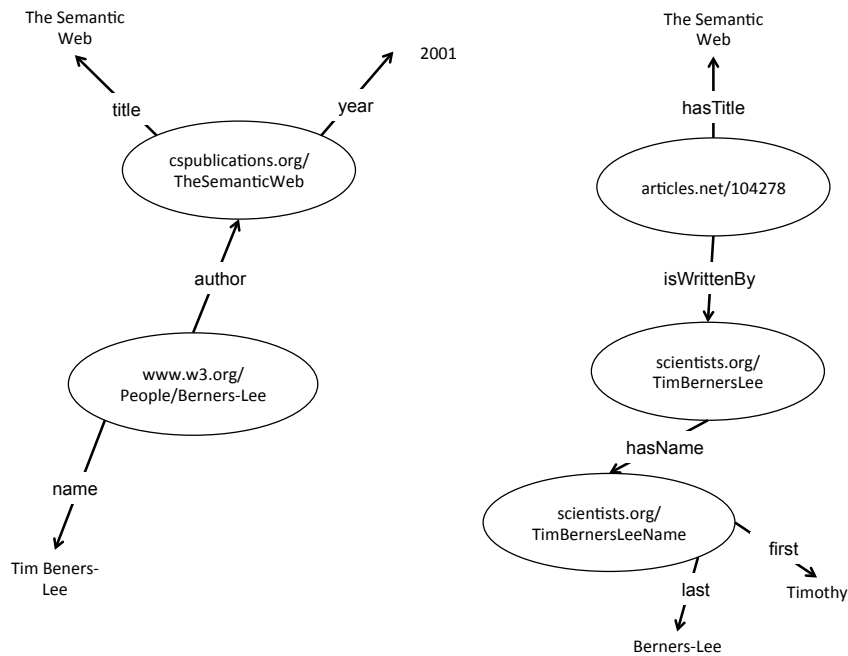 The Semantic
Web
2001
title
year
cspublications.org/
TheSemanticWeb
author
www.w3.org/
People/Berners-Lee
name
Tim Beners-
Lee
The Semantic
Web
hasTitle
articles.net/104278
isWrittenBy
scientists.org/
TimBernersLee
hasName
scientists.org/
TimBernersLeeName
first
Timothy
last
Berners-Lee